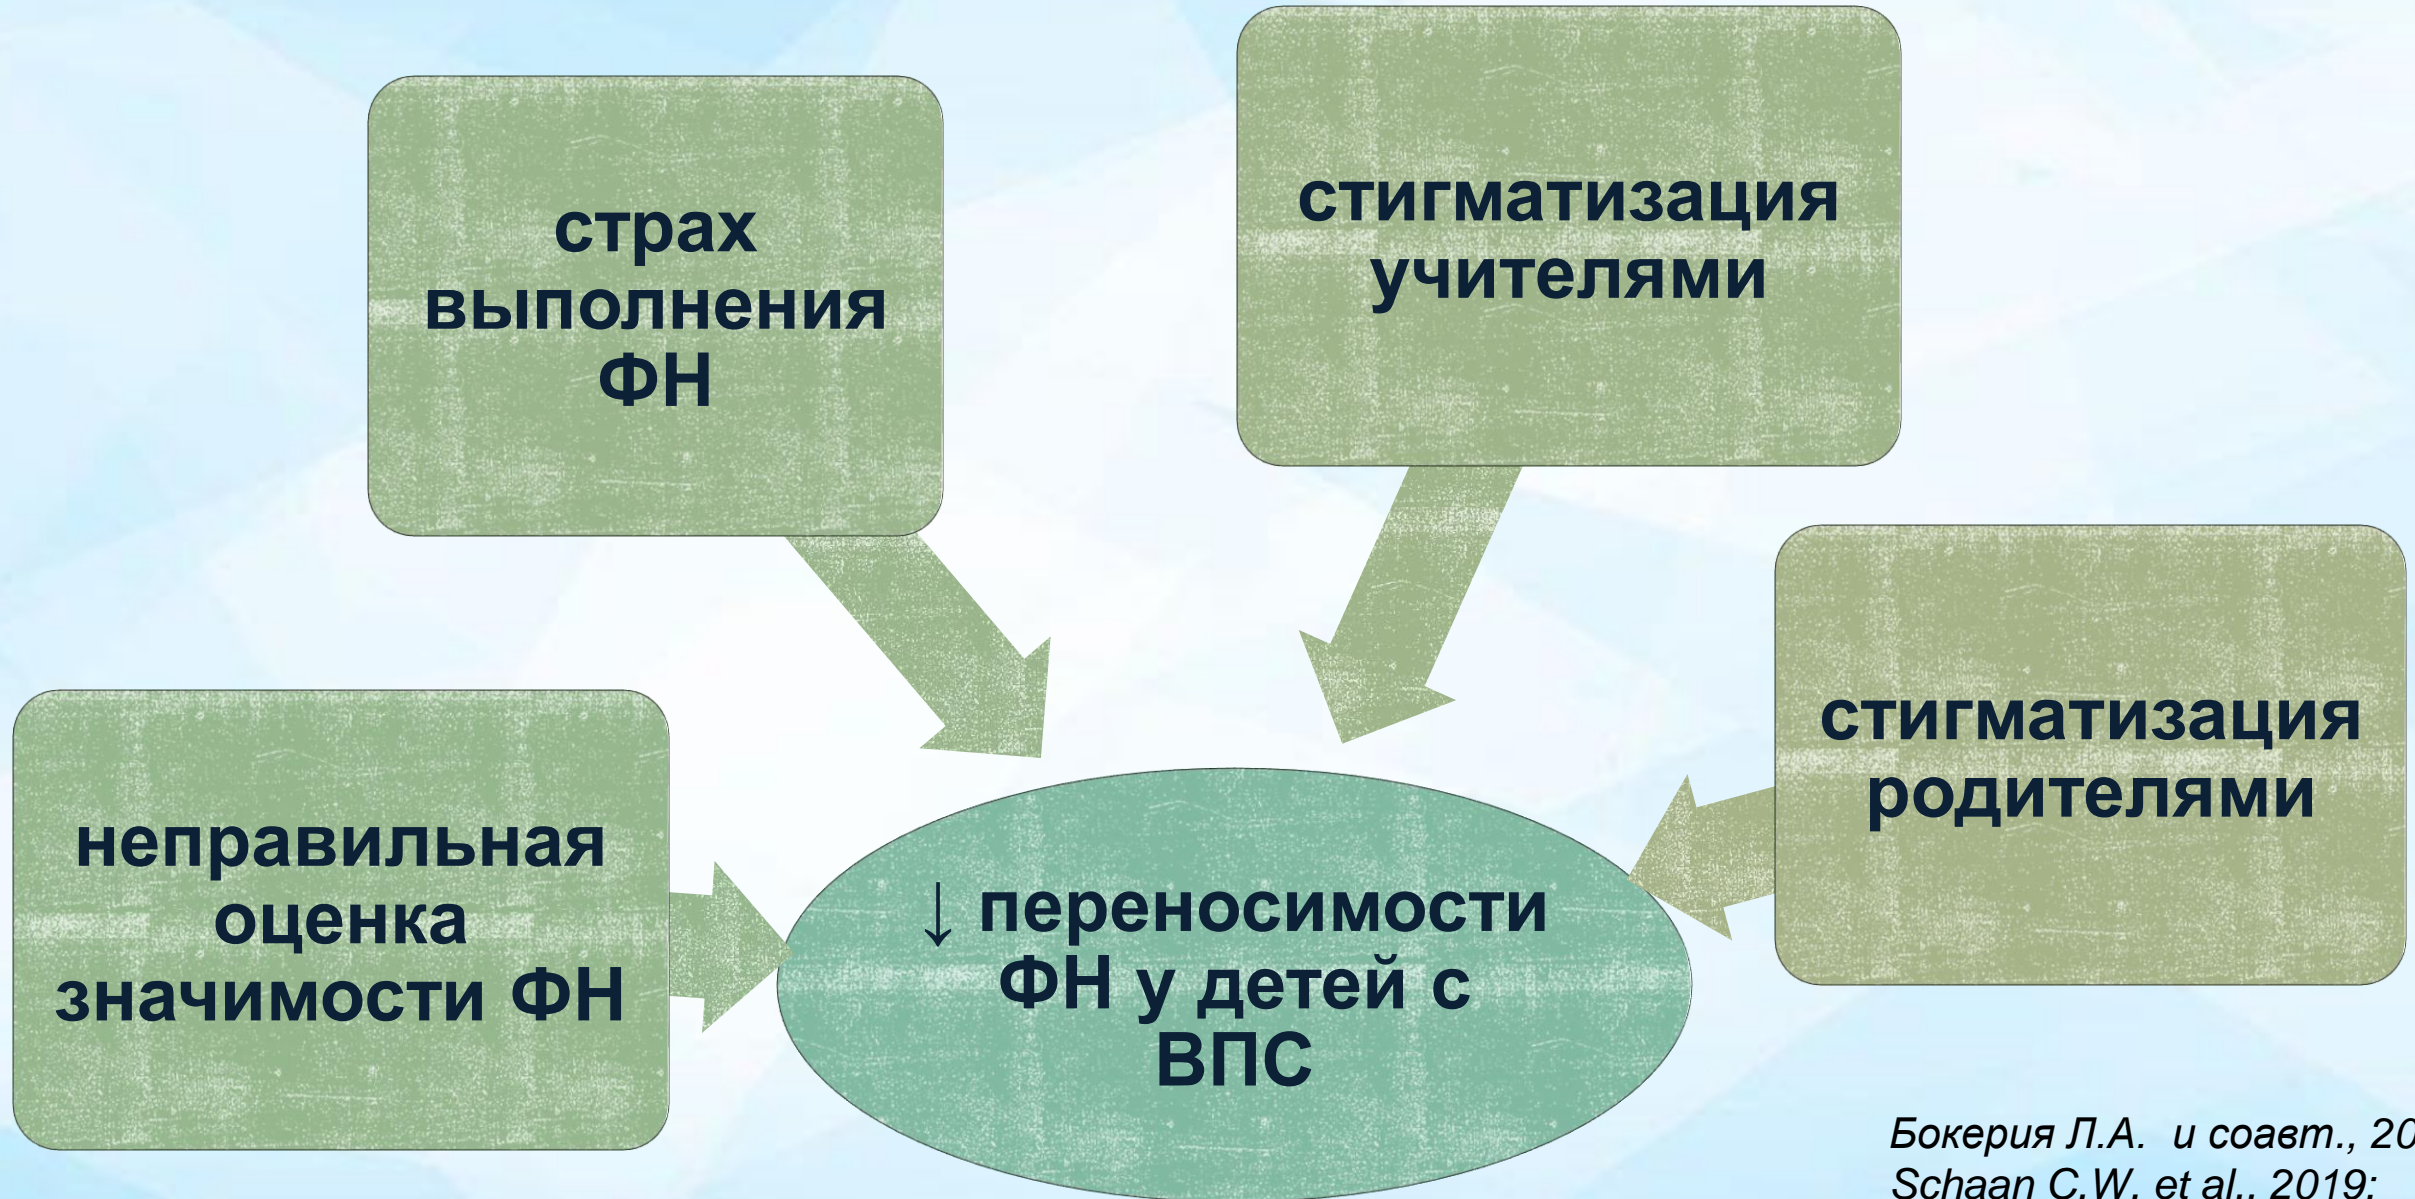 страх
выполнения
ФН
стигматизация
учителями
неправильная
оценка
значимости ФН
↓ переносимости
ФН у детей с
ВПС
стигматизация
родителями
Бокерия Л.А. и соавт.,
Schaan C.W. et al., 2019;